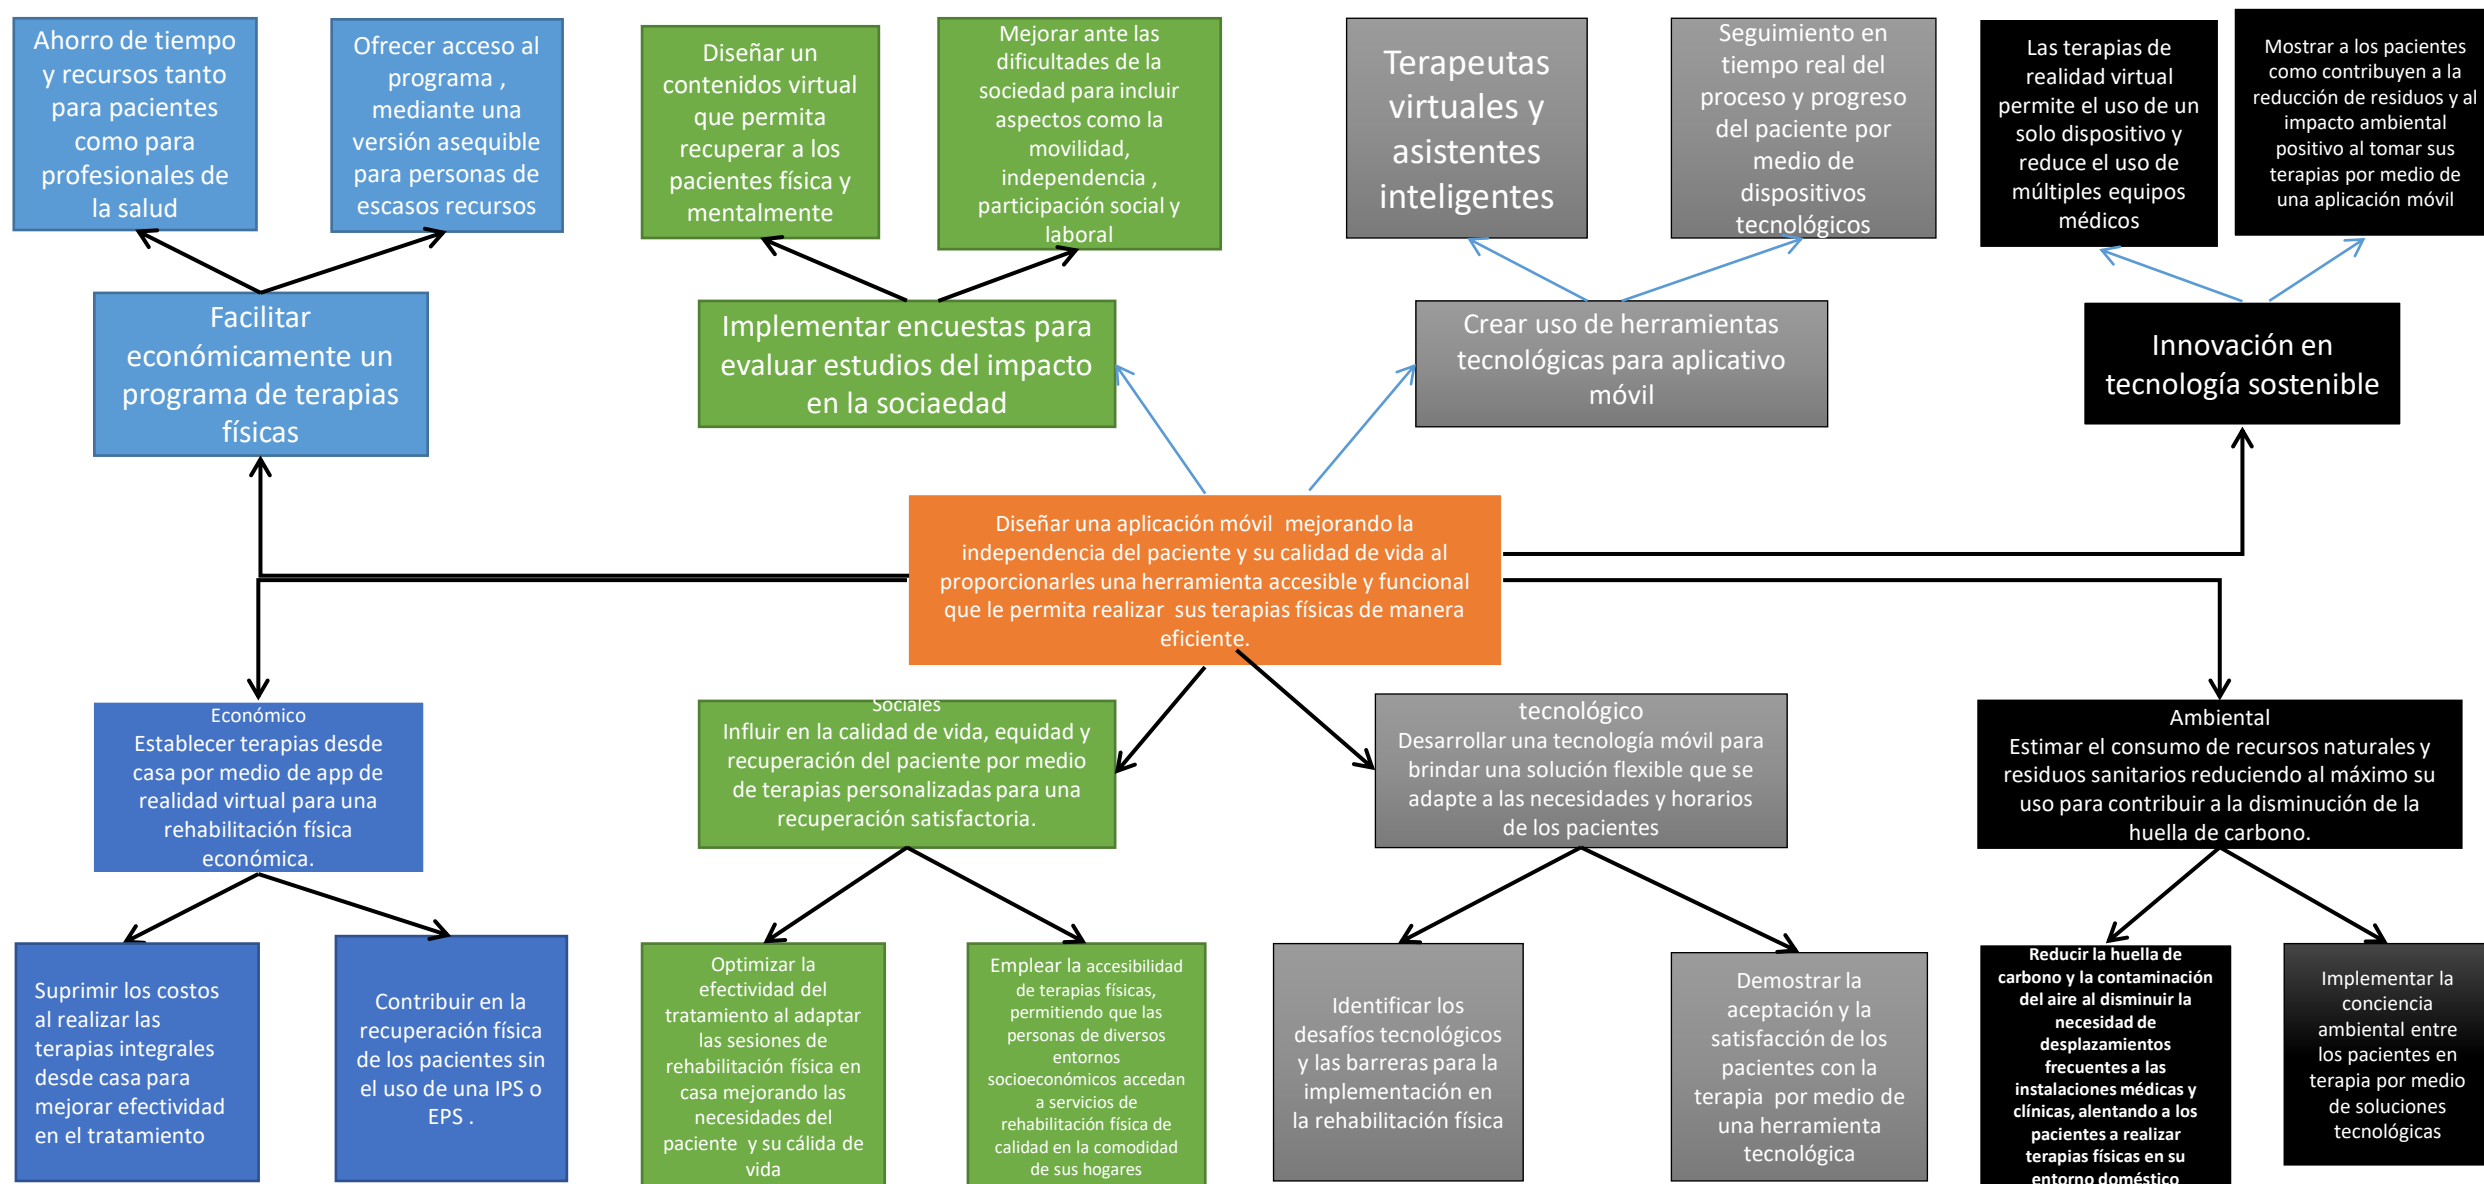 Ahorro de tiempo
y recursos tanto
para pacientes
como para
profesionales de
la salud
Ofrecer acceso al
programa ,
mediante una
versión asequible
para personas de
escasos recursos
Diseñar un
contenidos virtual
que permita
recuperar a los
pacientes física y
mentalmente
Mejorar ante las
dificultades de la
sociedad para incluir
aspectos como la
movilidad,
independencia ,
participación social y
laboral
Terapeutas
virtuales y
asistentes
inteligentes
Seguimiento en
tiempo real del
proceso y progreso
del paciente por
medio de
dispositivos
tecnológicos
Las terapias de
realidad virtual
permite el uso de un
solo dispositivo y
reduce el uso de
múltiples equipos
médicos
Mostrar a los pacientes
como contribuyen a la
reducción de residuos y al
impacto ambiental
positivo al tomar sus
terapias por medio de
una aplicación móvil
Facilitar
económicamente un
programa de terapias
físicas
Implementar encuestas para
evaluar estudios del impacto
en la sociaedad
Crear uso de herramientas
tecnológicas para aplicativo
móvil
Innovación en
tecnología sostenible
Diseñar una aplicación móvil mejorando la
independencia del paciente y su calidad de vida al
proporcionarles una herramienta accesible y funcional
que le permita realizar sus terapias físicas de manera
eficiente.
Económico
Establecer terapias desde
casa por medio de app de
realidad virtual para una
rehabilitación física
económica.
Sociales
Influir en la calidad de vida, equidad y
recuperación del paciente por medio
de terapias personalizadas para una
recuperación satisfactoria.
tecnológico
Desarrollar una tecnología móvil para
brindar una solución flexible que se
adapte a las necesidades y horarios
de los pacientes
Ambiental
Estimar el consumo de recursos naturales y
residuos sanitarios reduciendo al máximo su
uso para contribuir a la disminución de la
huella de carbono.
Suprimir los costos
al realizar las
terapias integrales
desde casa para
mejorar efectividad
en el tratamiento
Contribuir en la
recuperación física
de los pacientes sin
el uso de una IPS o
EPS .
Optimizar la
efectividad del
tratamiento al adaptar
las sesiones de
rehabilitación física en
casa mejorando las
necesidades del
paciente y su cálida de
vida
Emplear la accesibilidad
de terapias físicas,
permitiendo que las
personas de diversos
entornos
socioeconómicos accedan
a servicios de
rehabilitación física de
calidad en la comodidad
de sus hogares
Identificar los
desafíos tecnológicos
y las barreras para la
implementación en
la rehabilitación física
Demostrar la
aceptación y la
satisfacción de los
pacientes con la
terapia por medio de
una herramienta
tecnológica
Reducir la huella de
carbono y la contaminación
del aire al disminuir la
necesidad de
desplazamientos
frecuentes a las
instalaciones médicas y
clínicas, alentando a los
pacientes a realizar
terapias físicas en su
entorno doméstico
Implementar la
conciencia
ambiental entre
los pacientes en
terapia por medio
de soluciones
tecnológicas